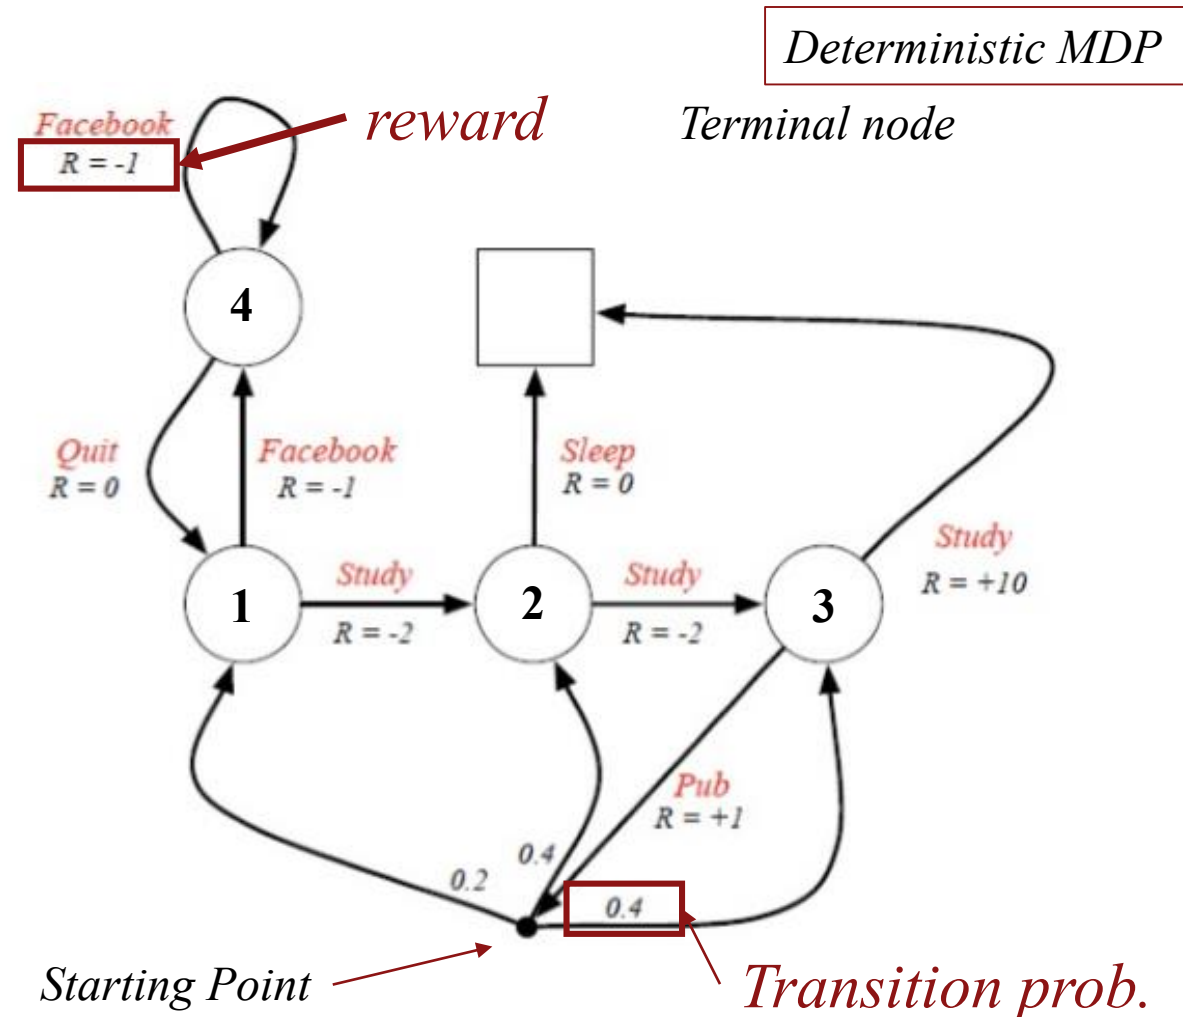 Deterministic MDP
Facebook
R = -1
reward
Terminal node
4
Quit
R = 0
Facebook
R = -1
Sleep
R = 0
Study
R = +10
1
Study
R = -2
2
Study
R = -2
3
Pub
R = +1
0.4
0.2
0.4
Starting Point
Transition prob.